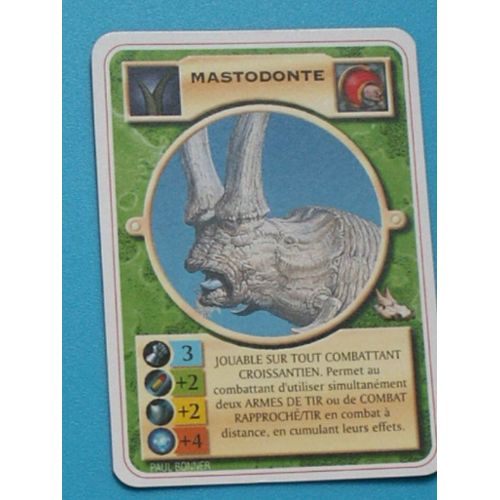 MASTODONTE
3
+2
+2
+4
JOUABLE SUR TOUT COMBATTANT
CROISSANTIEN. Permet au
combattant d'utiliser simultanément
deux ARMES DE TIR ou de COMBAT
RAPPROCHÉ/TIR en combat à
distance, en cumulant leurs effets.
PAUL BONNER